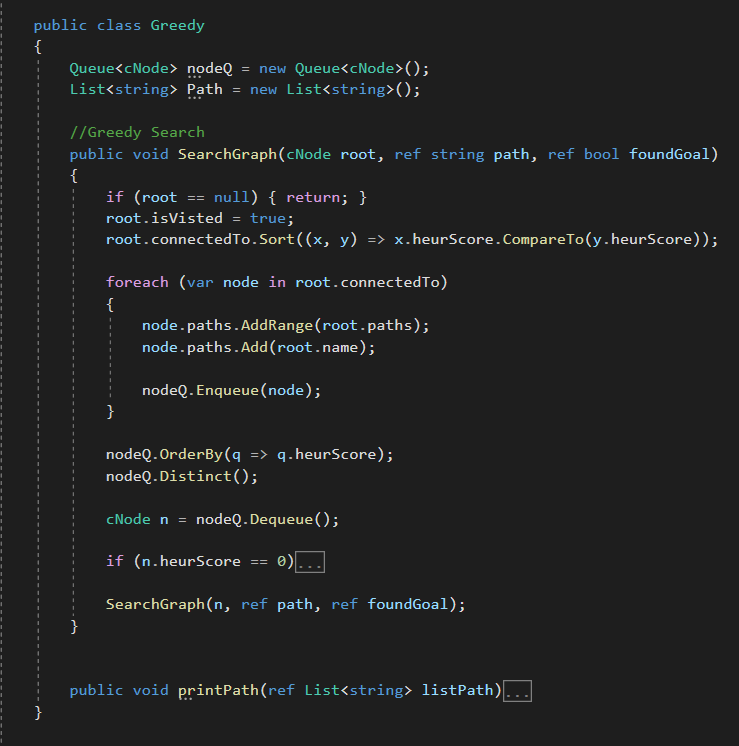 public class Greedy
{
Queue<cNode> nodeQ = new Queue<cNode>();
List<string> Path = new List<string>();
//Greedy Search
public void SearchGraph(cNode root, ref string path, ref bool foundGoal)
{
if (root == null) { return; }
root.isVisted = true;
root.connectedTo.Sort((x, y) => x.heurScore.CompareTo(y.heurScore));
foreach (var node in root.connectedTo)
{
node.paths.AddRange(root.paths);
node.paths.Add(root.name);
nodeQ.Enqueue(node);
}
nodeQ.OrderBy(q => q.heurScore);
nodeQ.Distinct();
cNode n = nodeQ.Dequeue();
if (n.heurScore == 0)...
SearchGraph(n, ref path, ref foundGoal);
}
public void printPath(ref List<string> listPath)...
}